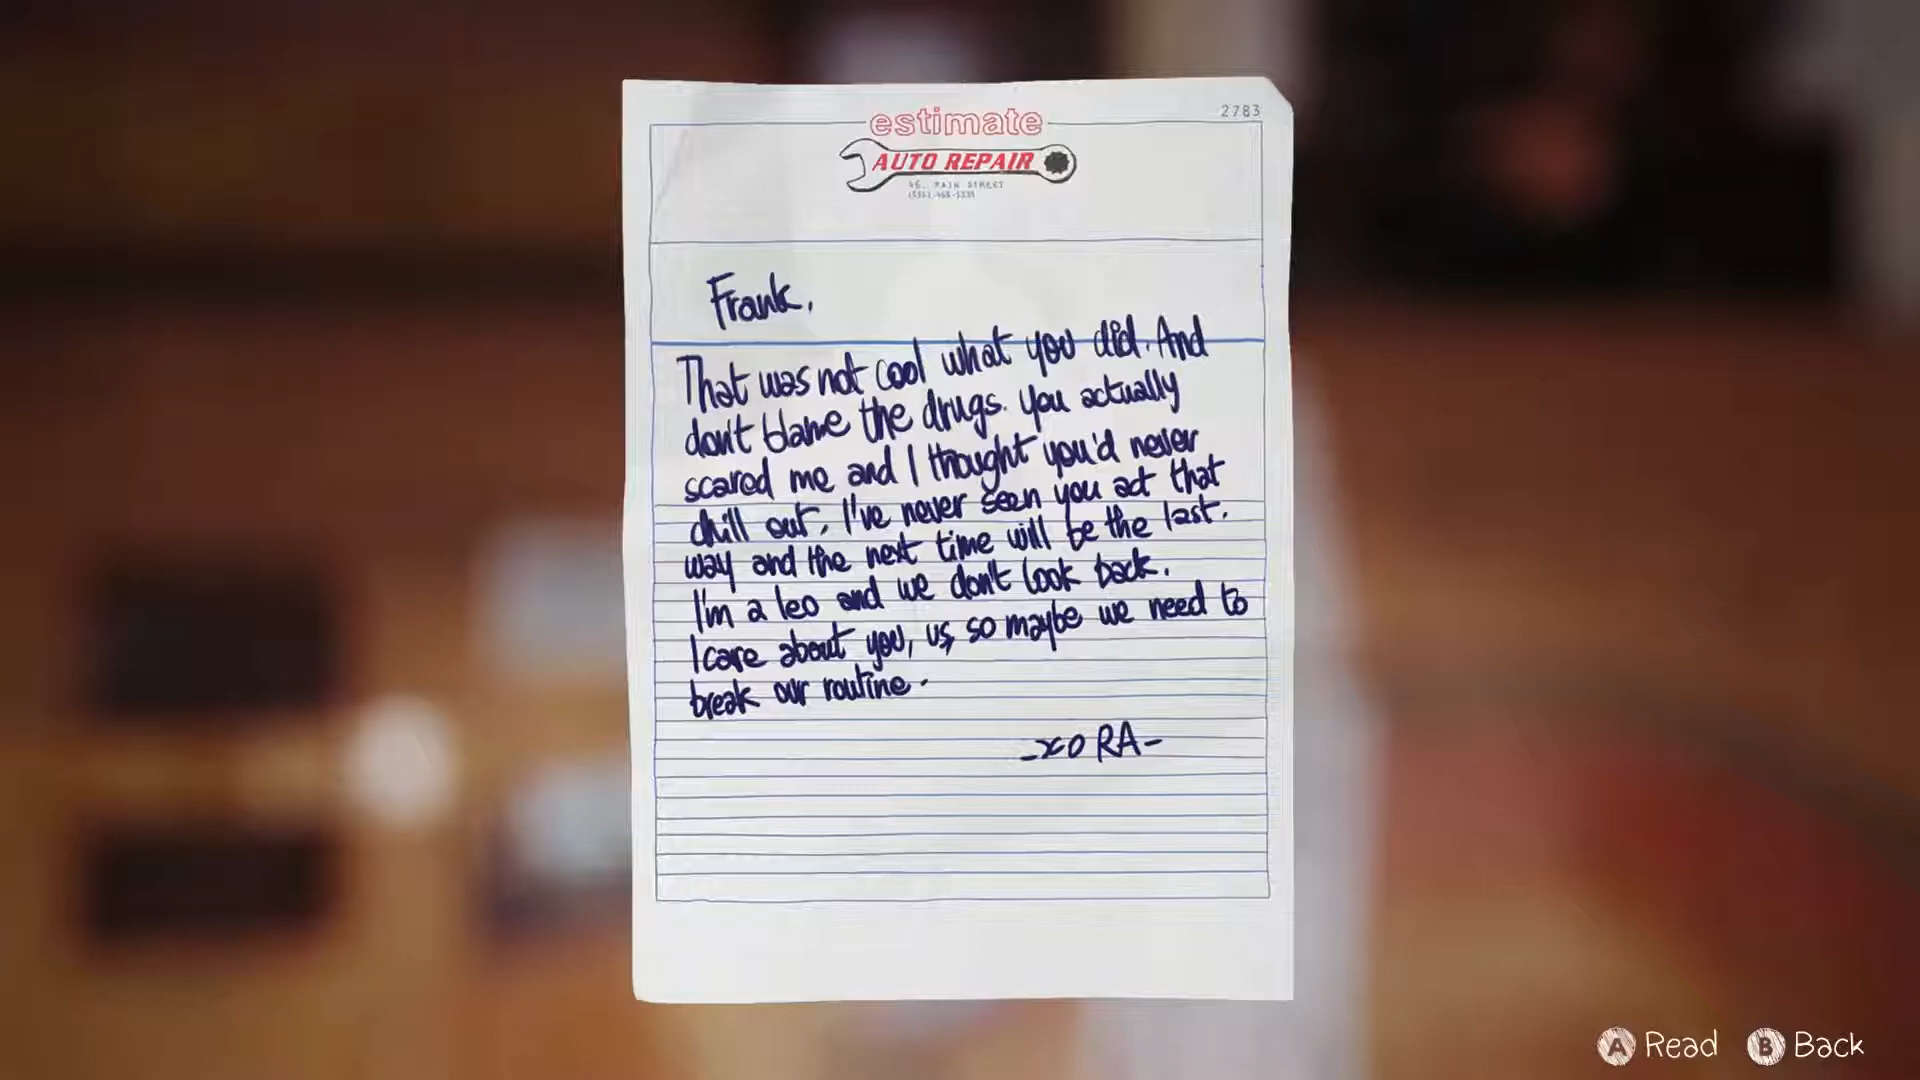 estimate
2783
AUTO REPAIR
Frank,
That was not cool what you did. And
don't blame the drugs. You actually
scared me and I thought you'd never
chill out. I've never seen you act that
way and the next time will be the last.
I'm a leo and we don't look back.
I care about you, us, so maybe we need to
break our routine.
-xo RA-
A Read B Back